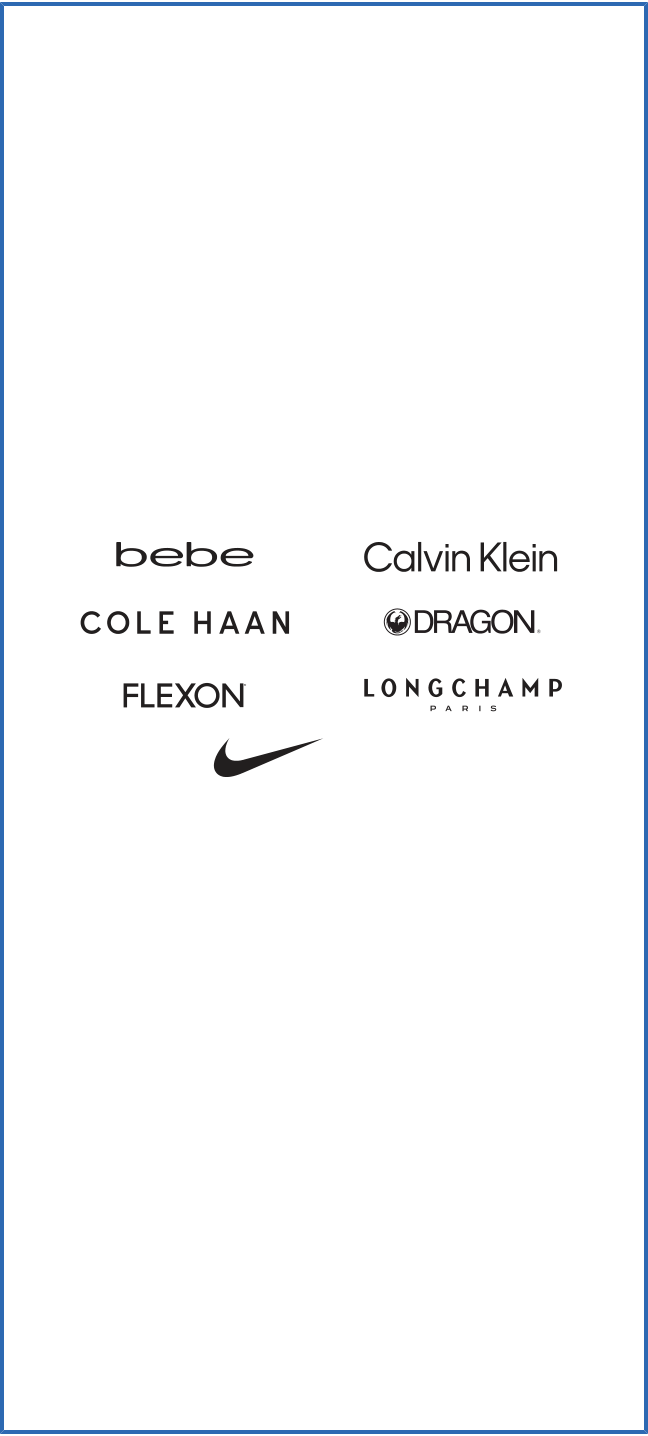 bebe
Calvin Klein
COLE HAAN
DRAGON®
FLEXON
LONGCHAMP
PARIS